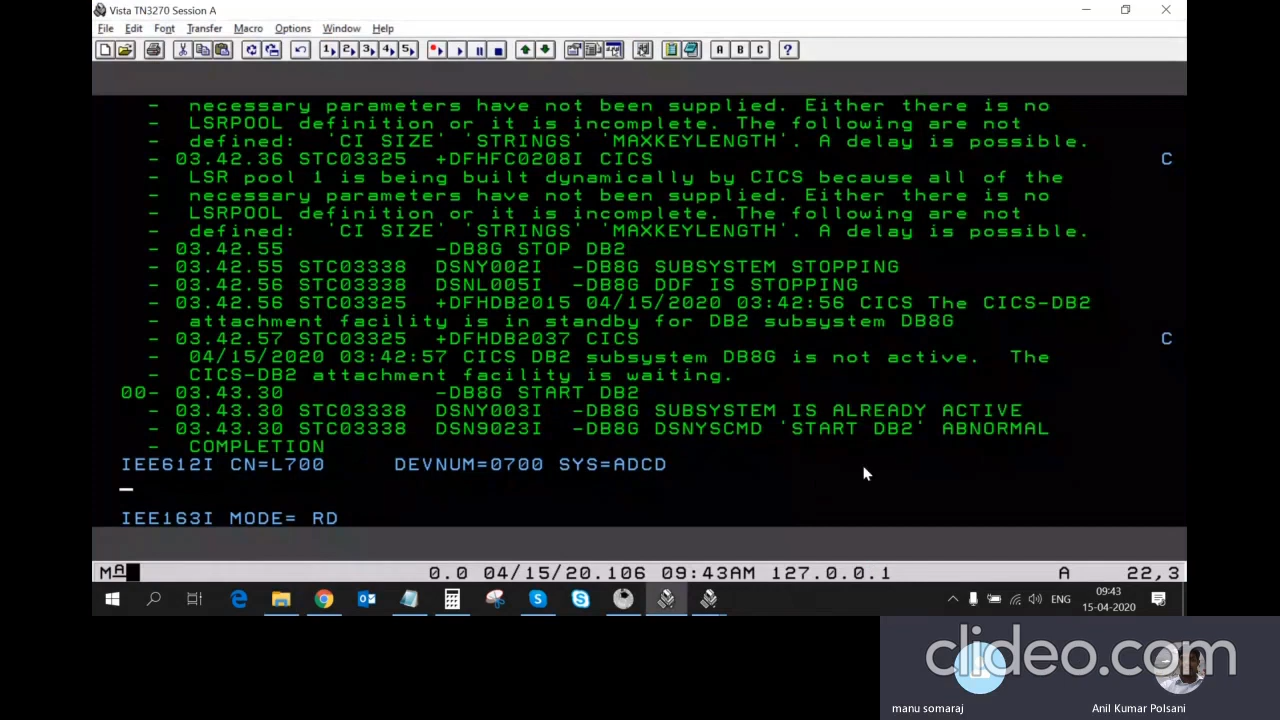 Vista TN3270 Session A
File Edit Font Transfer Macro Options Window Help
1 2 3 4 5 A B C ?
- necessary parameters have not been supplied. Either there is no
- LSRPOOL definition or it is incomplete. The following are not
- defined: 'CI SIZE' 'STRINGS' 'MAXKEYLENGTH'. A delay is possible.
- 03.42.36 STC03325 +DFHFC0208I CICS C
- LSR pool 1 is being built dynamically by CICS because all of the
- necessary parameters have not been supplied. Either there is no
- LSRPOOL definition or it is incomplete. The following are not
- defined: 'CI SIZE' 'STRINGS' 'MAXKEYLENGTH'. A delay is possible.
- 03.42.55 -DB8G STOP DB2
- 03.42.55 STC03338 DSNY002I -DB8G SUBSYSTEM STOPPING
- 03.42.56 STC03338 DSNL005I -DB8G DDF IS STOPPING
- 03.42.56 STC03325 +DFHDB2015 04/15/2020 03:42:56 CICS The CICS-DB2
- attachment facility is in standby for DB2 subsystem DB8G
- 03.42.57 STC03325 +DFHDB2037 CICS C
- 04/15/2020 03:42:57 CICS DB2 subsystem DB8G is not active. The
- CICS-DB2 attachment facility is waiting.
00- 03.43.30 -DB8G START DB2
- 03.43.30 STC03338 DSNY003I -DB8G SUBSYSTEM IS ALREADY ACTIVE
- 03.43.30 STC03338 DSN9023I -DB8G DSNYSCMD 'START DB2' ABNORMAL
- COMPLETION
IEE612I CN=L700 DEVNUM=0700 SYS=ADCD
IEE163I MODE= RD
MA 0.0 04/15/20.106 09:43AM 127.0.0.1 A 22,3
ENG 09:43
15-04-2020
clideo.com
manu somaraj Anil Kumar Polsani